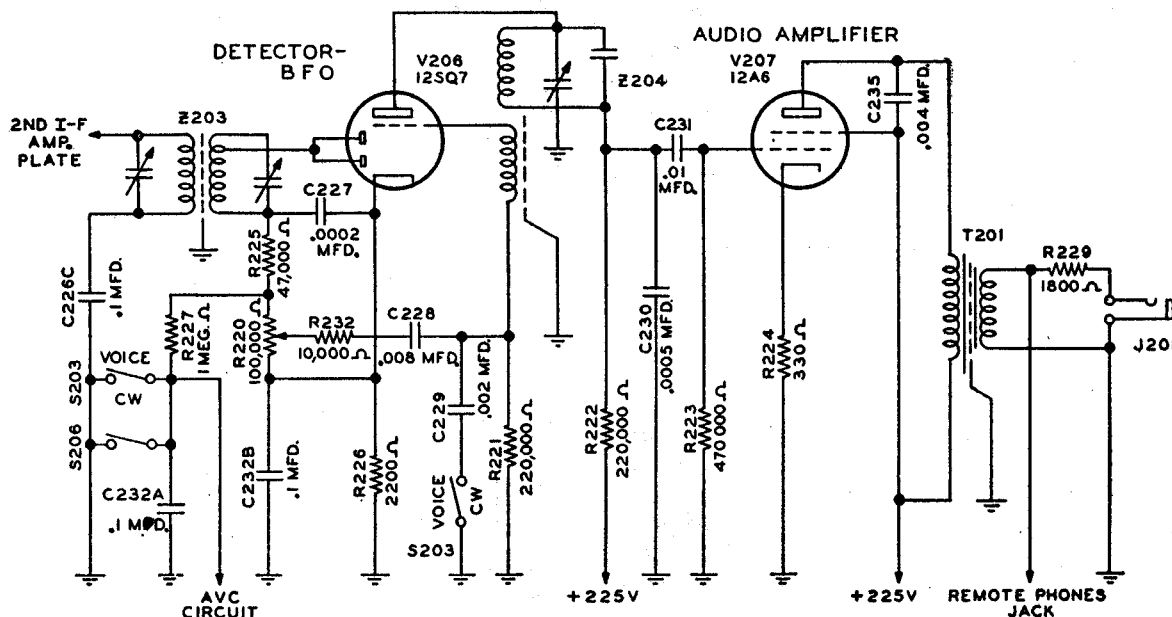 DETECTOR-
BFO
V206
12SQ7
Z204
AUDIO AMPLIFIER
V207
12A6
C235
.004 MFD.
Z203
2ND I-F
AMP.
PLATE
C227
.0002
MFD.
C231
.01
MFD.
R225
47,000 Ω
C226C
.1 MFD.
R227
1 MEG. Ω
R220
100,000 Ω
R232
10,000 Ω
C228
.008 MFD.
C229
.002 MFD.
C230
.0005 MFD.
R224
330 Ω
T201
R229
1800 Ω
S203
VOICE
CW
S206
C232A
.1 MFD.
C232B
.1 MFD.
R226
2200 Ω
VOICE
CW
S203
R221
220,000 Ω
R222
220,000 Ω
R223
470 000 Ω
J20
AVC
CIRCUIT
+225V
+225V
REMOTE PHONES
JACK